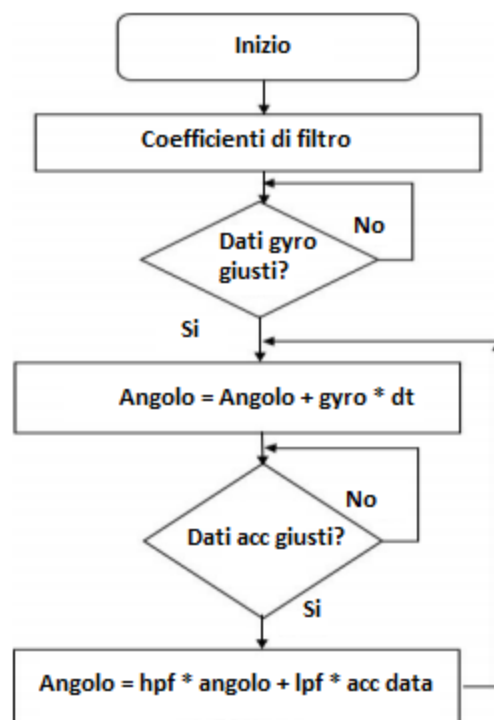 Inizio
Coefficienti di filtro
No
Dati gyro
giusti?
Si
Angolo = Angolo + gyro * dt
No
Dati acc giusti?
Si
Angolo = hpf * angolo + lpf * acc data